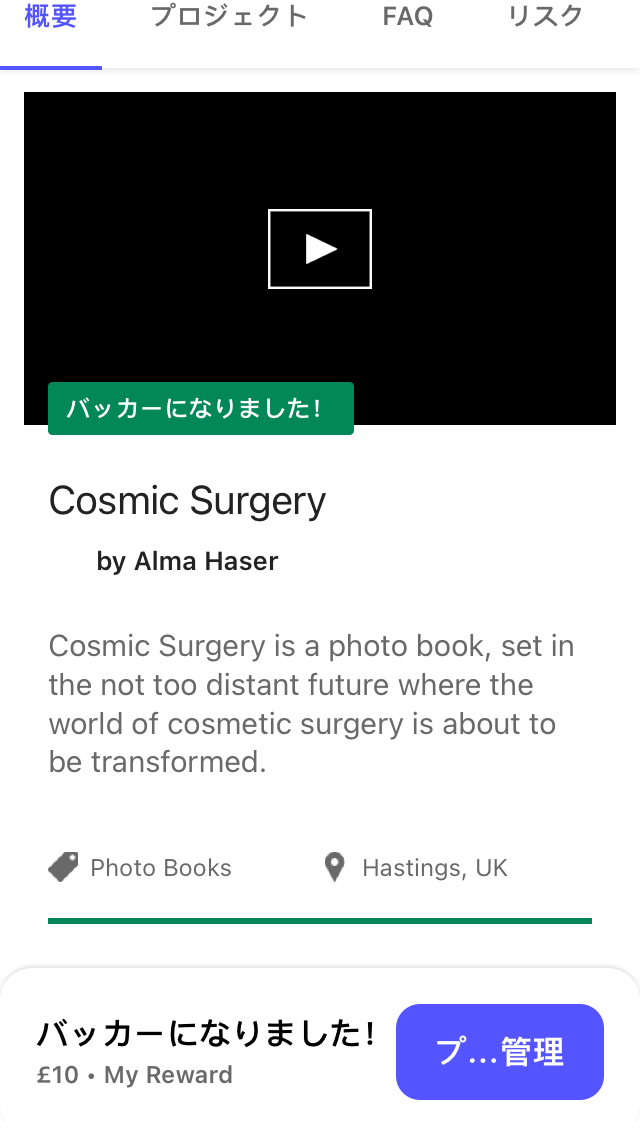 概要 プロジェクト FAQ リスク
バッカーになりました!
Cosmic Surgery
by Alma Haser
Cosmic Surgery is a photo book, set in
the not too distant future where the
world of cosmetic surgery is about to
be transformed.
Photo Books Hastings, UK
バッカーになりました!
£10 • My Reward
プ...管理